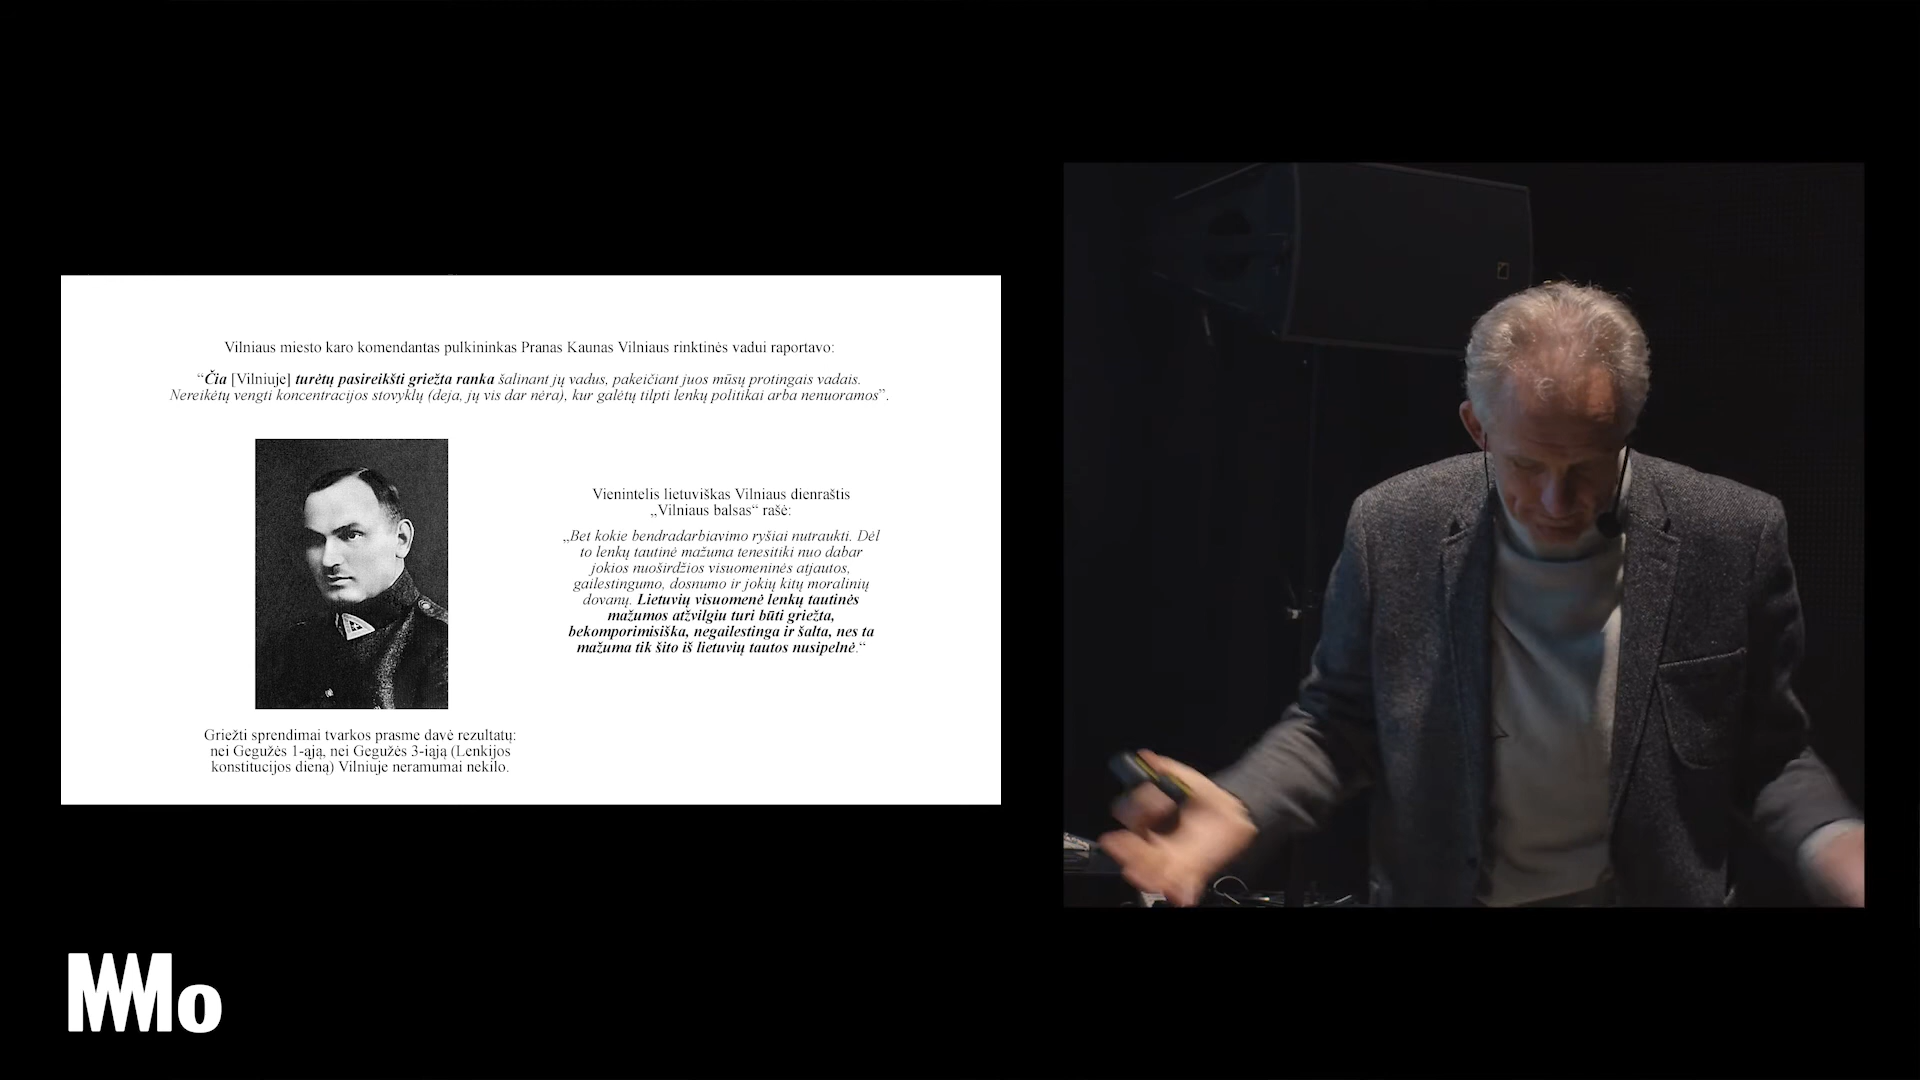 Vilniaus miesto karo komendantas pulkininkas Pranas Kaunas Vilniaus rinktinės vadui raportavo:
“Čia [Vilniuje] turėtų pasireikšti griežta ranka šalinant jų vadus, pakeičiant juos mūsų protingais vadais.
Nereikėtų vengti koncentracijos stovyklų (deja, jų vis dar nėra), kur galėtų tilpti lenkų politikai arba nenuoramos”.
Vienintelis lietuviškas Vilniaus dienraštis
„Vilniaus balsas“ rašė:
„Bet kokie bendradarbiavimo ryšiai nutraukti. Dėl
to lenkų tautinė mažuma tenesitiki nuo dabar
jokios nuoširdžios visuomeninės atjautos,
gailestingumo, dosnumo ir jokių kitų moralinių
dovanų. Lietuvių visuomenė lenkų tautinės
mažumos atžvilgiu turi būti griežta,
bekomporimisiška, negailestinga ir šalta, nes ta
mažuma tik šito iš lietuvių tautos nusipelnė.“
Griežti sprendimai tvarkos prasme davė rezultatų:
nei Gegužės 1-ąją, nei Gegužės 3-iąją (Lenkijos
konstitucijos dieną) Vilniuje neramumai nekilo.
MMo